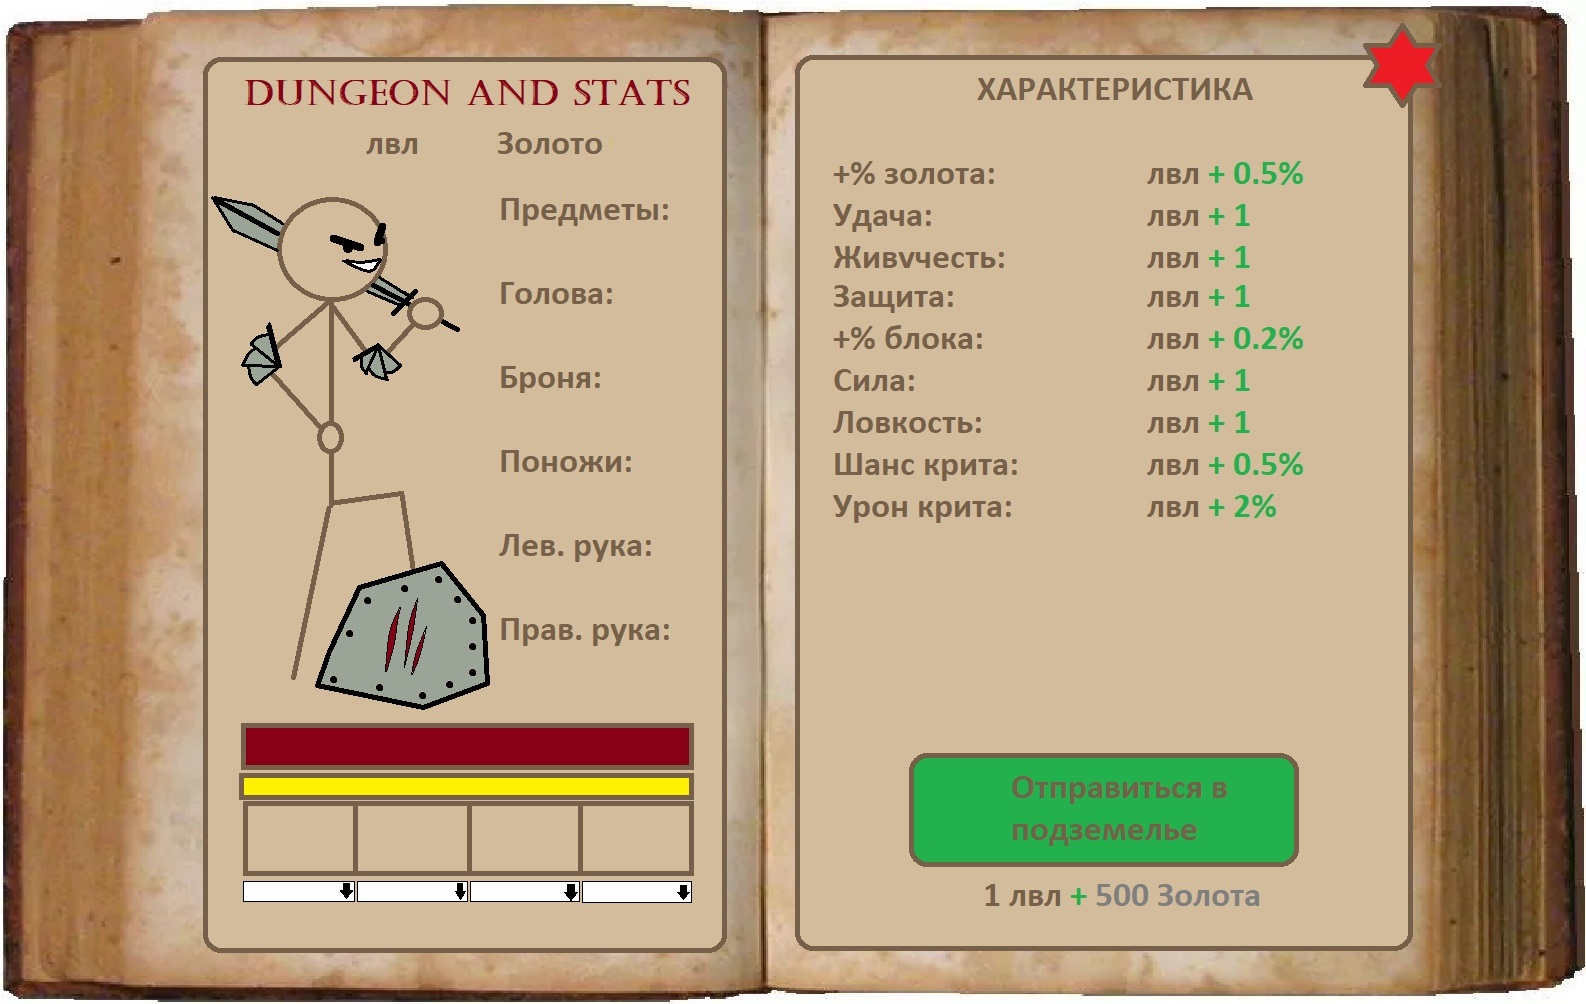 DUNGEON AND STATS
лвл Золото
Предметы:
Голова:
Броня:
Поножи:
Лев. рука:
Прав. рука:
ХАРАКТЕРИСТИКА
+% золота: лвл + 0.5%
Удача: лвл + 1
Живvчесть: лвл + 1
Защита: лвл + 1
+% блока: лвл + 0.2%
Сила: лвл + 1
Ловкость: лвл + 1
Шанс крита: лвл + 0.5%
Урон крита: лвл + 2%
Отправиться в
подземелье
1 лвл + 500 Золота